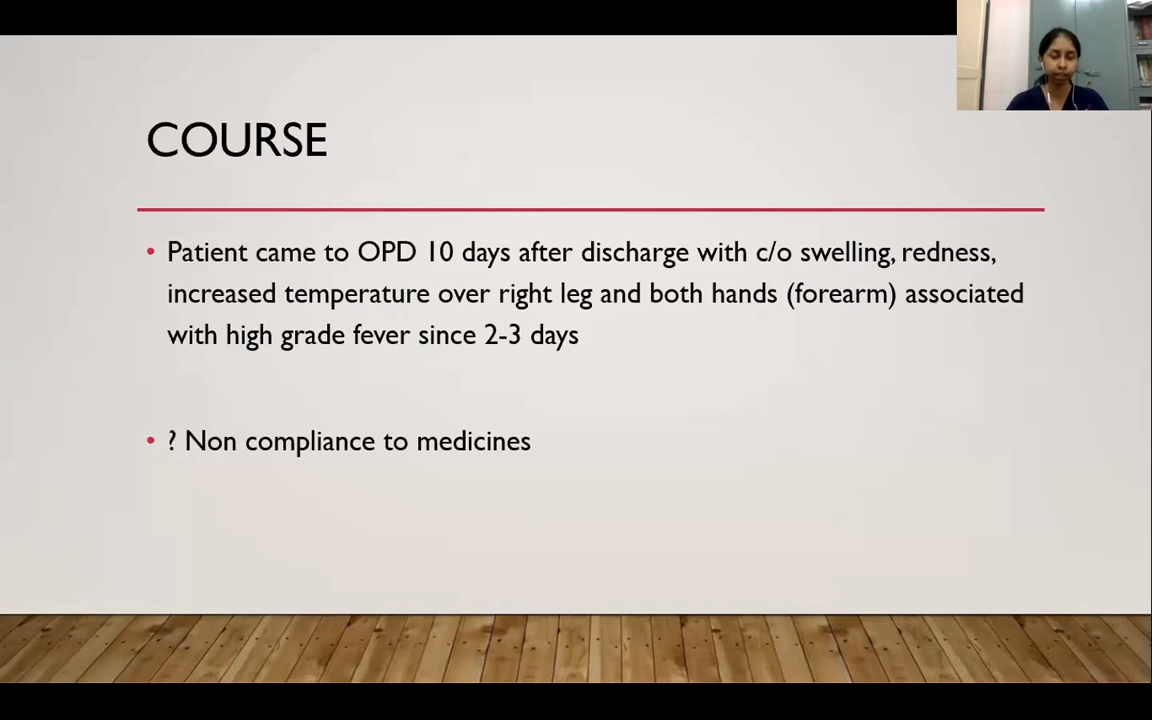 COURSE
• Patient came to OPD 10 days after discharge with c/o swelling, redness,
increased temperature over right leg and both hands (forearm) associated
with high grade fever since 2-3 days
• ? Non compliance to medicines